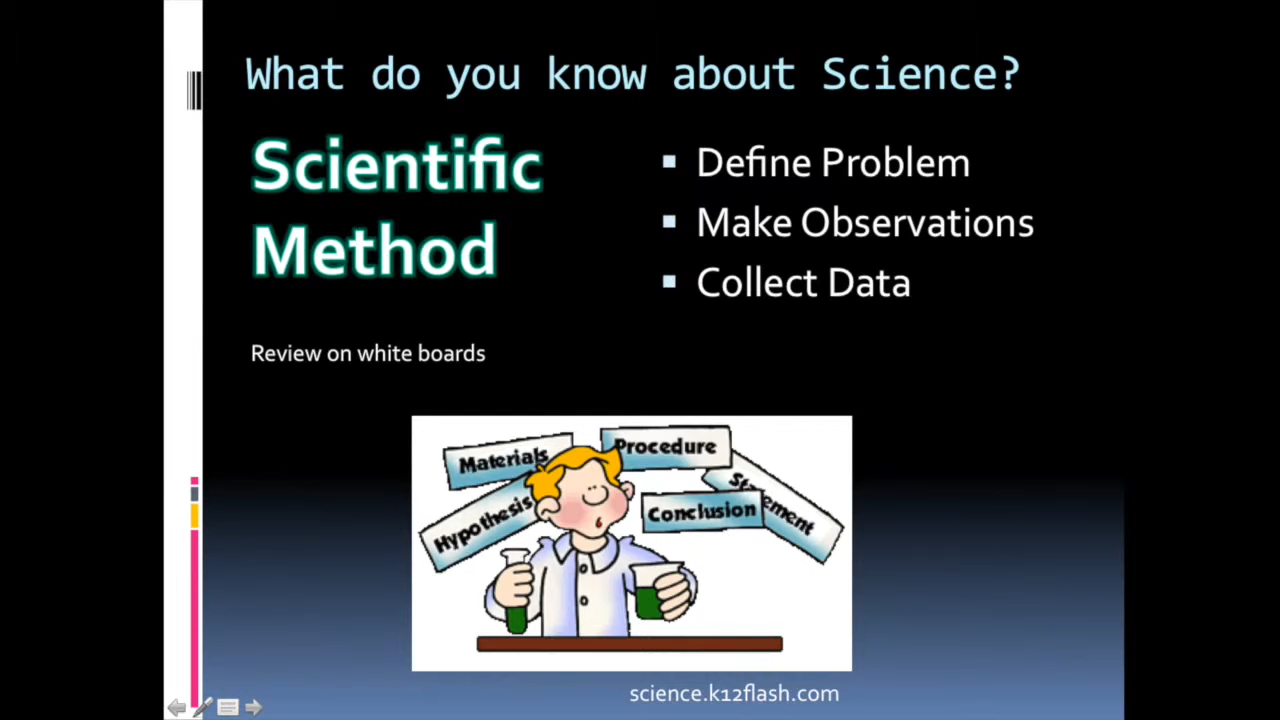 What do you know about Science?
Scientific
Method
Define Problem
Make Observations
Collect Data
Review on white boards
Materials
Procedure
Hypothesis
Conclusion
Statement
science.k12flash.com